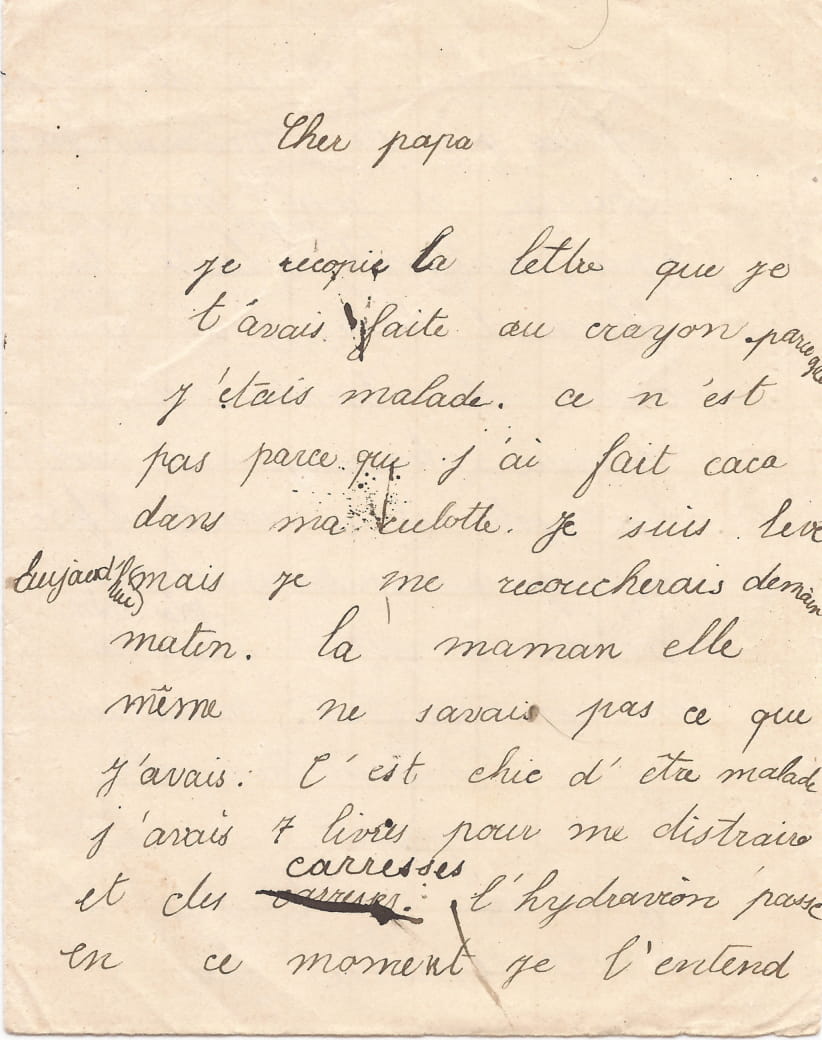 Cher papa
je recopie la lettre que je
t'avais faite au crayon. parce que
j'étais malade. ce n'est
pas parce que j'ai fait caca
dans ma culotte. Je suis levé
Aujourd'hui mais je me recoucherais demain
matin. la maman elle
même ne savais pas ce que
j'avais. C'est chic d'être malade
j'avais 7 livres pour me distraire
carresses
et des l'hydravion passe
en ce moment je l'entend